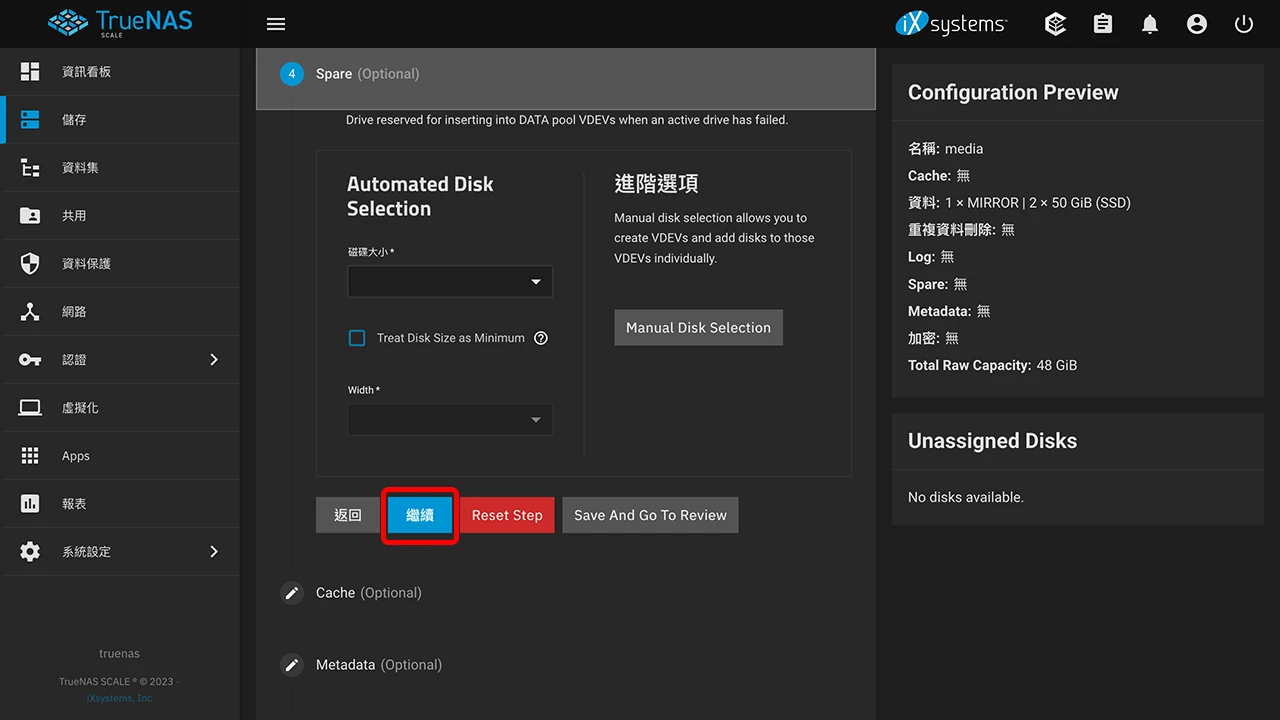 TrueNAS
SCALE
iXsystems
資訊看板
儲存
資料集
共用
資料保護
網路
認證
虛擬化
Apps
報表
系統設定
truenas
TrueNAS SCALE ® © 2023 -
iXsystems, Inc
4
Spare (Optional)
Drive reserved for inserting into DATA pool VDEVs when an active drive has failed.
Automated Disk
Selection
磁碟大小 *
Treat Disk Size as Minimum
Width *
進階選項
Manual disk selection allows you to
create VDEVs and add disks to those
VDEVs individually.
Manual Disk Selection
返回
繼續
Reset Step
Save And Go To Review
Cache (Optional)
Metadata (Optional)
Configuration Preview
名稱: media
Cache: 無
資料: 1 × MIRROR | 2 × 50 GiB (SSD)
重複資料刪除: 無
Log: 無
Spare: 無
Metadata: 無
加密: 無
Total Raw Capacity: 48 GiB
Unassigned Disks
No disks available.